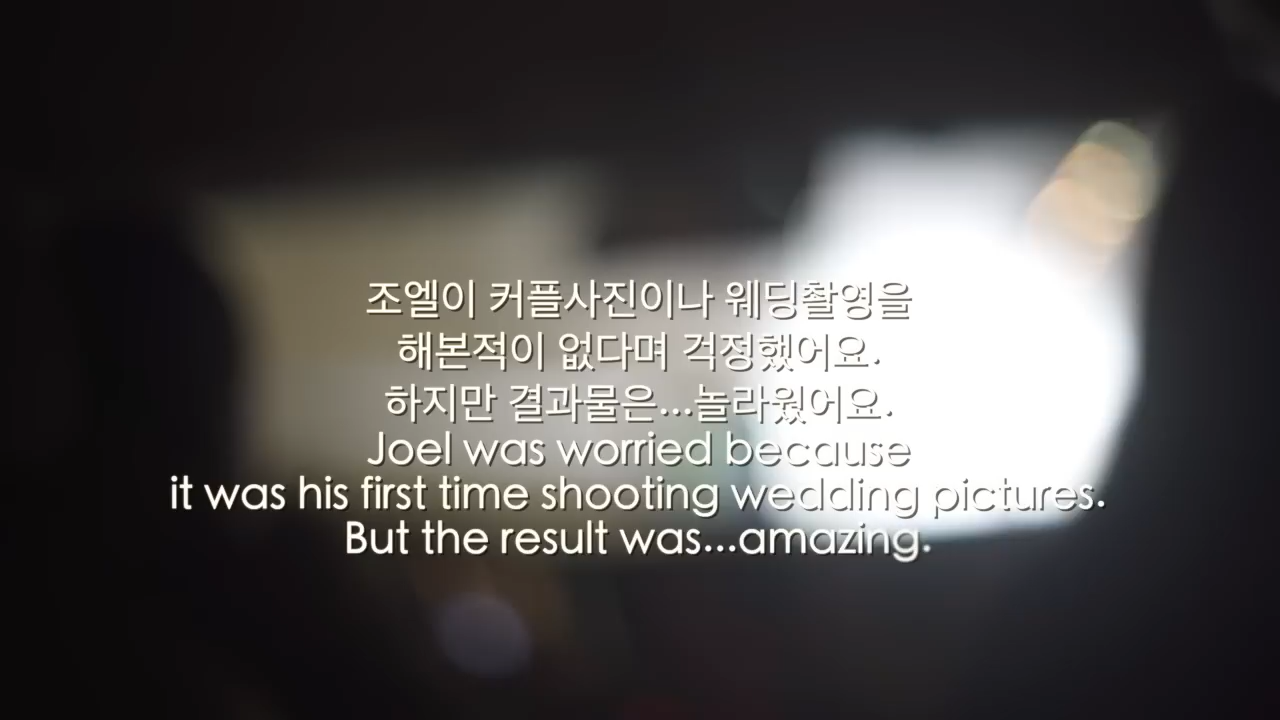 조엘이 커플사진이나 웨딩촬영을
해본적이 없다며 걱정했어요.
하지만 결과물은...놀라웠어요.
Joel was worried because
it was his first time shooting wedding pictures.
But the result was...amazing.